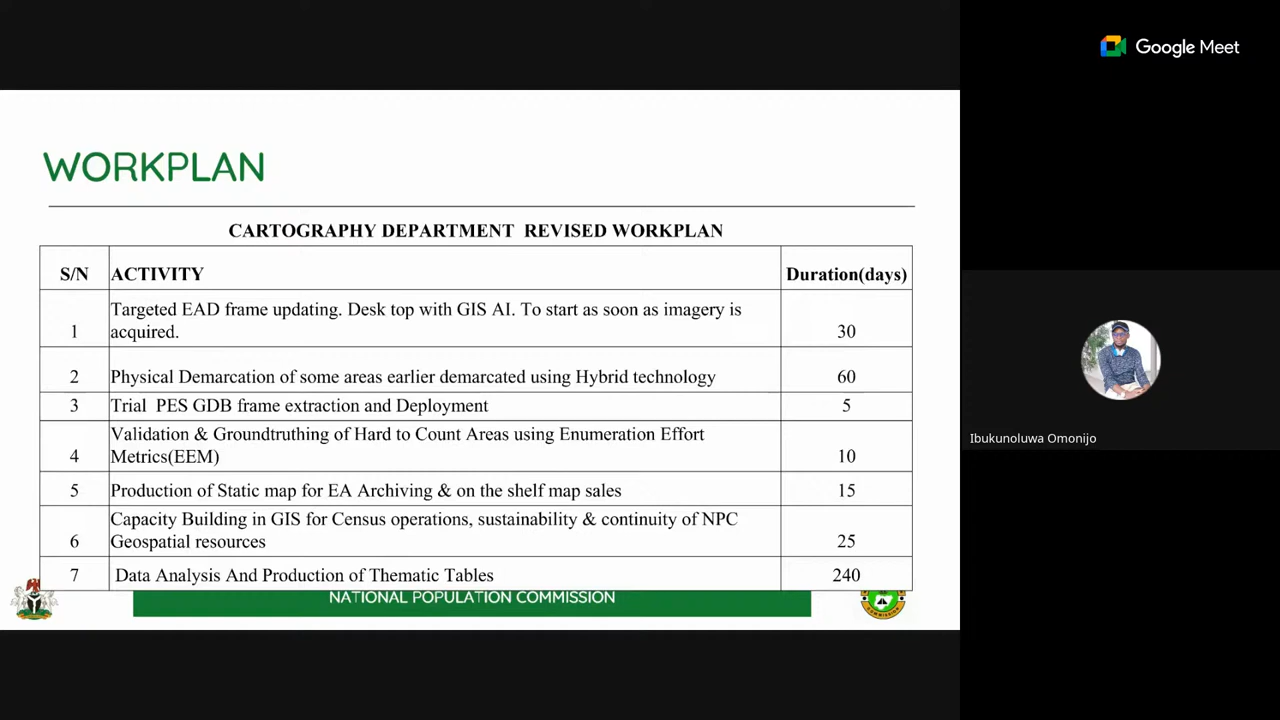 Google Meet
WORKPLAN
CARTOGRAPHY DEPARTMENT REVISED WORKPLAN
S/N ACTIVITY Duration(days)
Targeted EAD frame updating. Desk top with GIS AI. To start as soon as imagery is
1 acquired. 30
2 Physical Demarcation of some areas earlier demarcated using Hybrid technology 60
3 Trial PES GDB frame extraction and Deployment 5
Validation & Groundtruthing of Hard to Count Areas using Enumeration Effort
4 Metrics(EEM) 10
5 Production of Static map for EA Archiving & on the shelf map sales 15
Capacity Building in GIS for Census operations, sustainability & continuity of NPC
6 Geospatial resources 25
7 Data Analysis And Production of Thematic Tables 240
NATIONAL POPULATION COMMISSION
Ibukunoluwa Omonijo